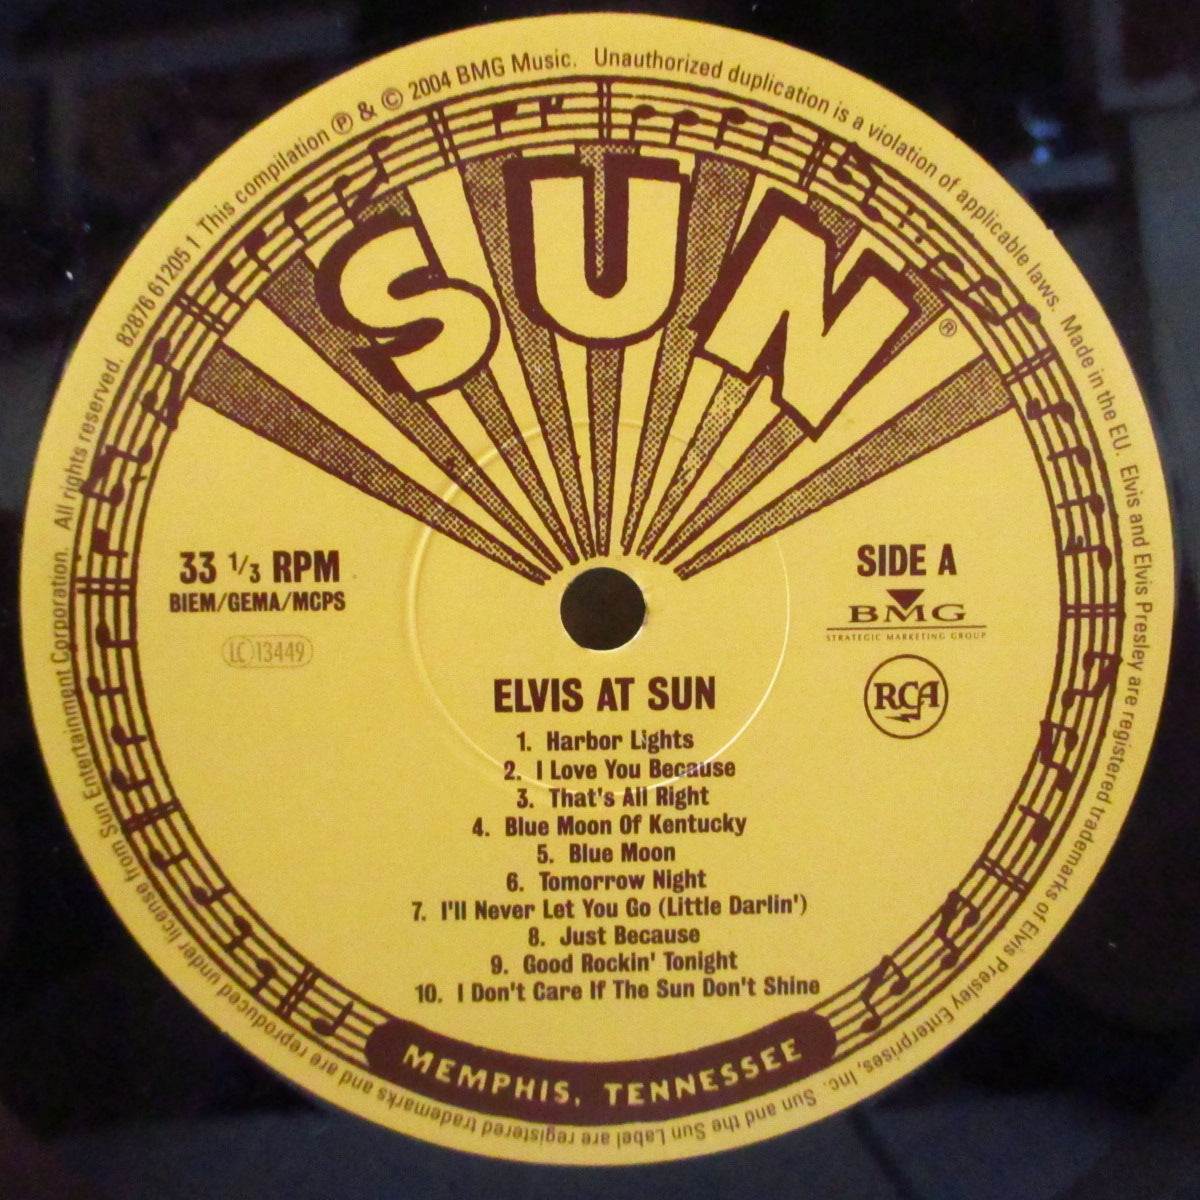 82876 61205 1 This compilation ℗ & © 2004 BMG Music. Unauthorized duplication is a violation of applicable laws. Made in the EU. Elvis and Elvis Presley are registered trademarks of Elvis Presley Enterprises, Inc. Sun and the Sun Label are registered trademarks and are reproduced under license from Sun Entertainment Corporation. All rights reserved.
SUN®
33 1/3 RPM
BIEM/GEMA/MCPS
LC 13449
SIDE A
BMG
STRATEGIC MARKETING GROUP
RCA
ELVIS AT SUN
1. Harbor Lights
2. I Love You Because
3. That's All Right
4. Blue Moon Of Kentucky
5. Blue Moon
6. Tomorrow Night
7. I'll Never Let You Go (Little Darlin')
8. Just Because
9. Good Rockin' Tonight
10. I Don't Care If The Sun Don't Shine
MEMPHIS, TENNESSEE